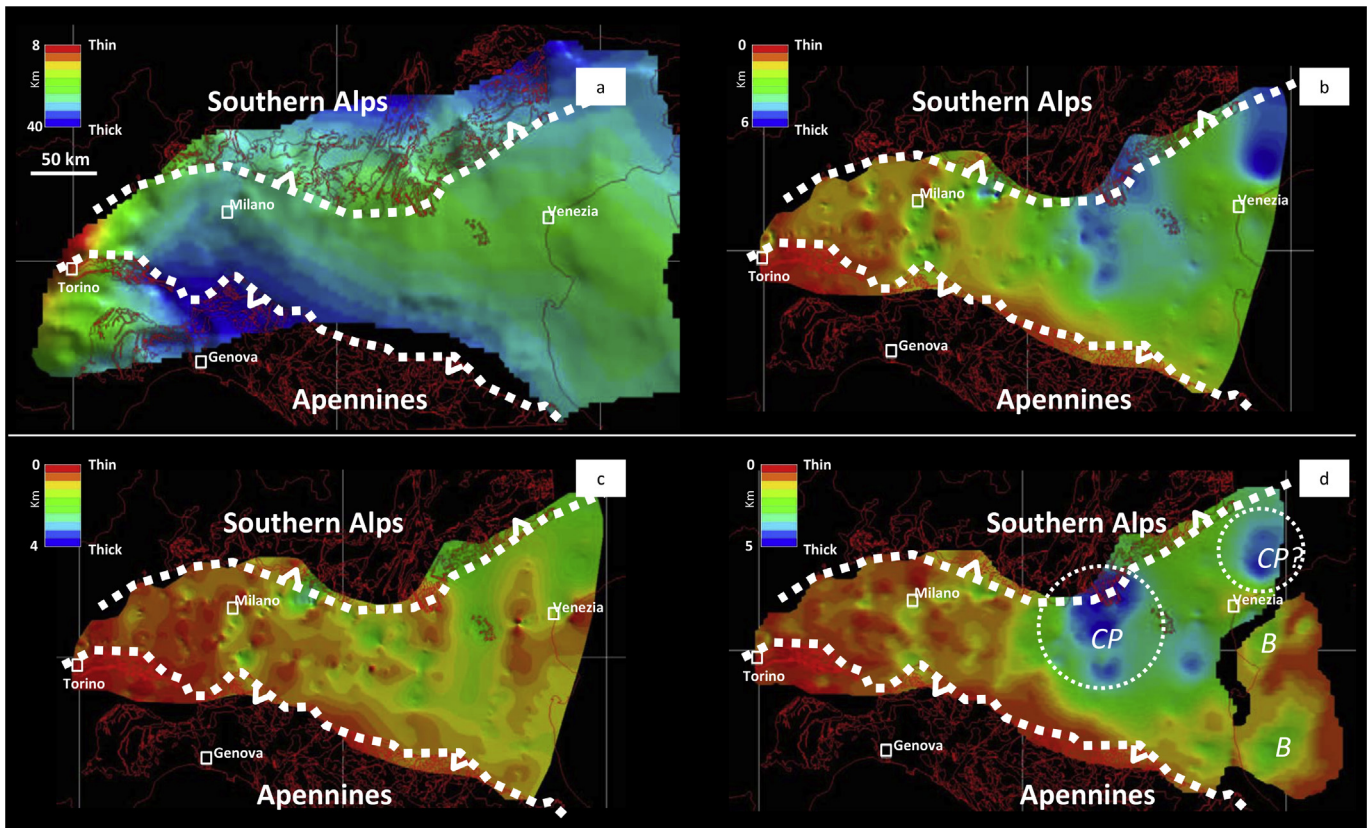 8
Thin
Km
40
Thick
50 km
a
Southern Alps
Milano
Venezia
Torino
Genova
Apennines
0
Thin
Km
6
Thick
b
Southern Alps
Milano
Venezia
Torino
Genova
Apennines
0
Thin
Km
4
Thick
c
Southern Alps
Milano
Venezia
Torino
Genova
Apennines
0
Thin
Km
5
Thick
d
Southern Alps
CP?
Milano
Venezia
CP
B
Torino
B
Genova
Apennines